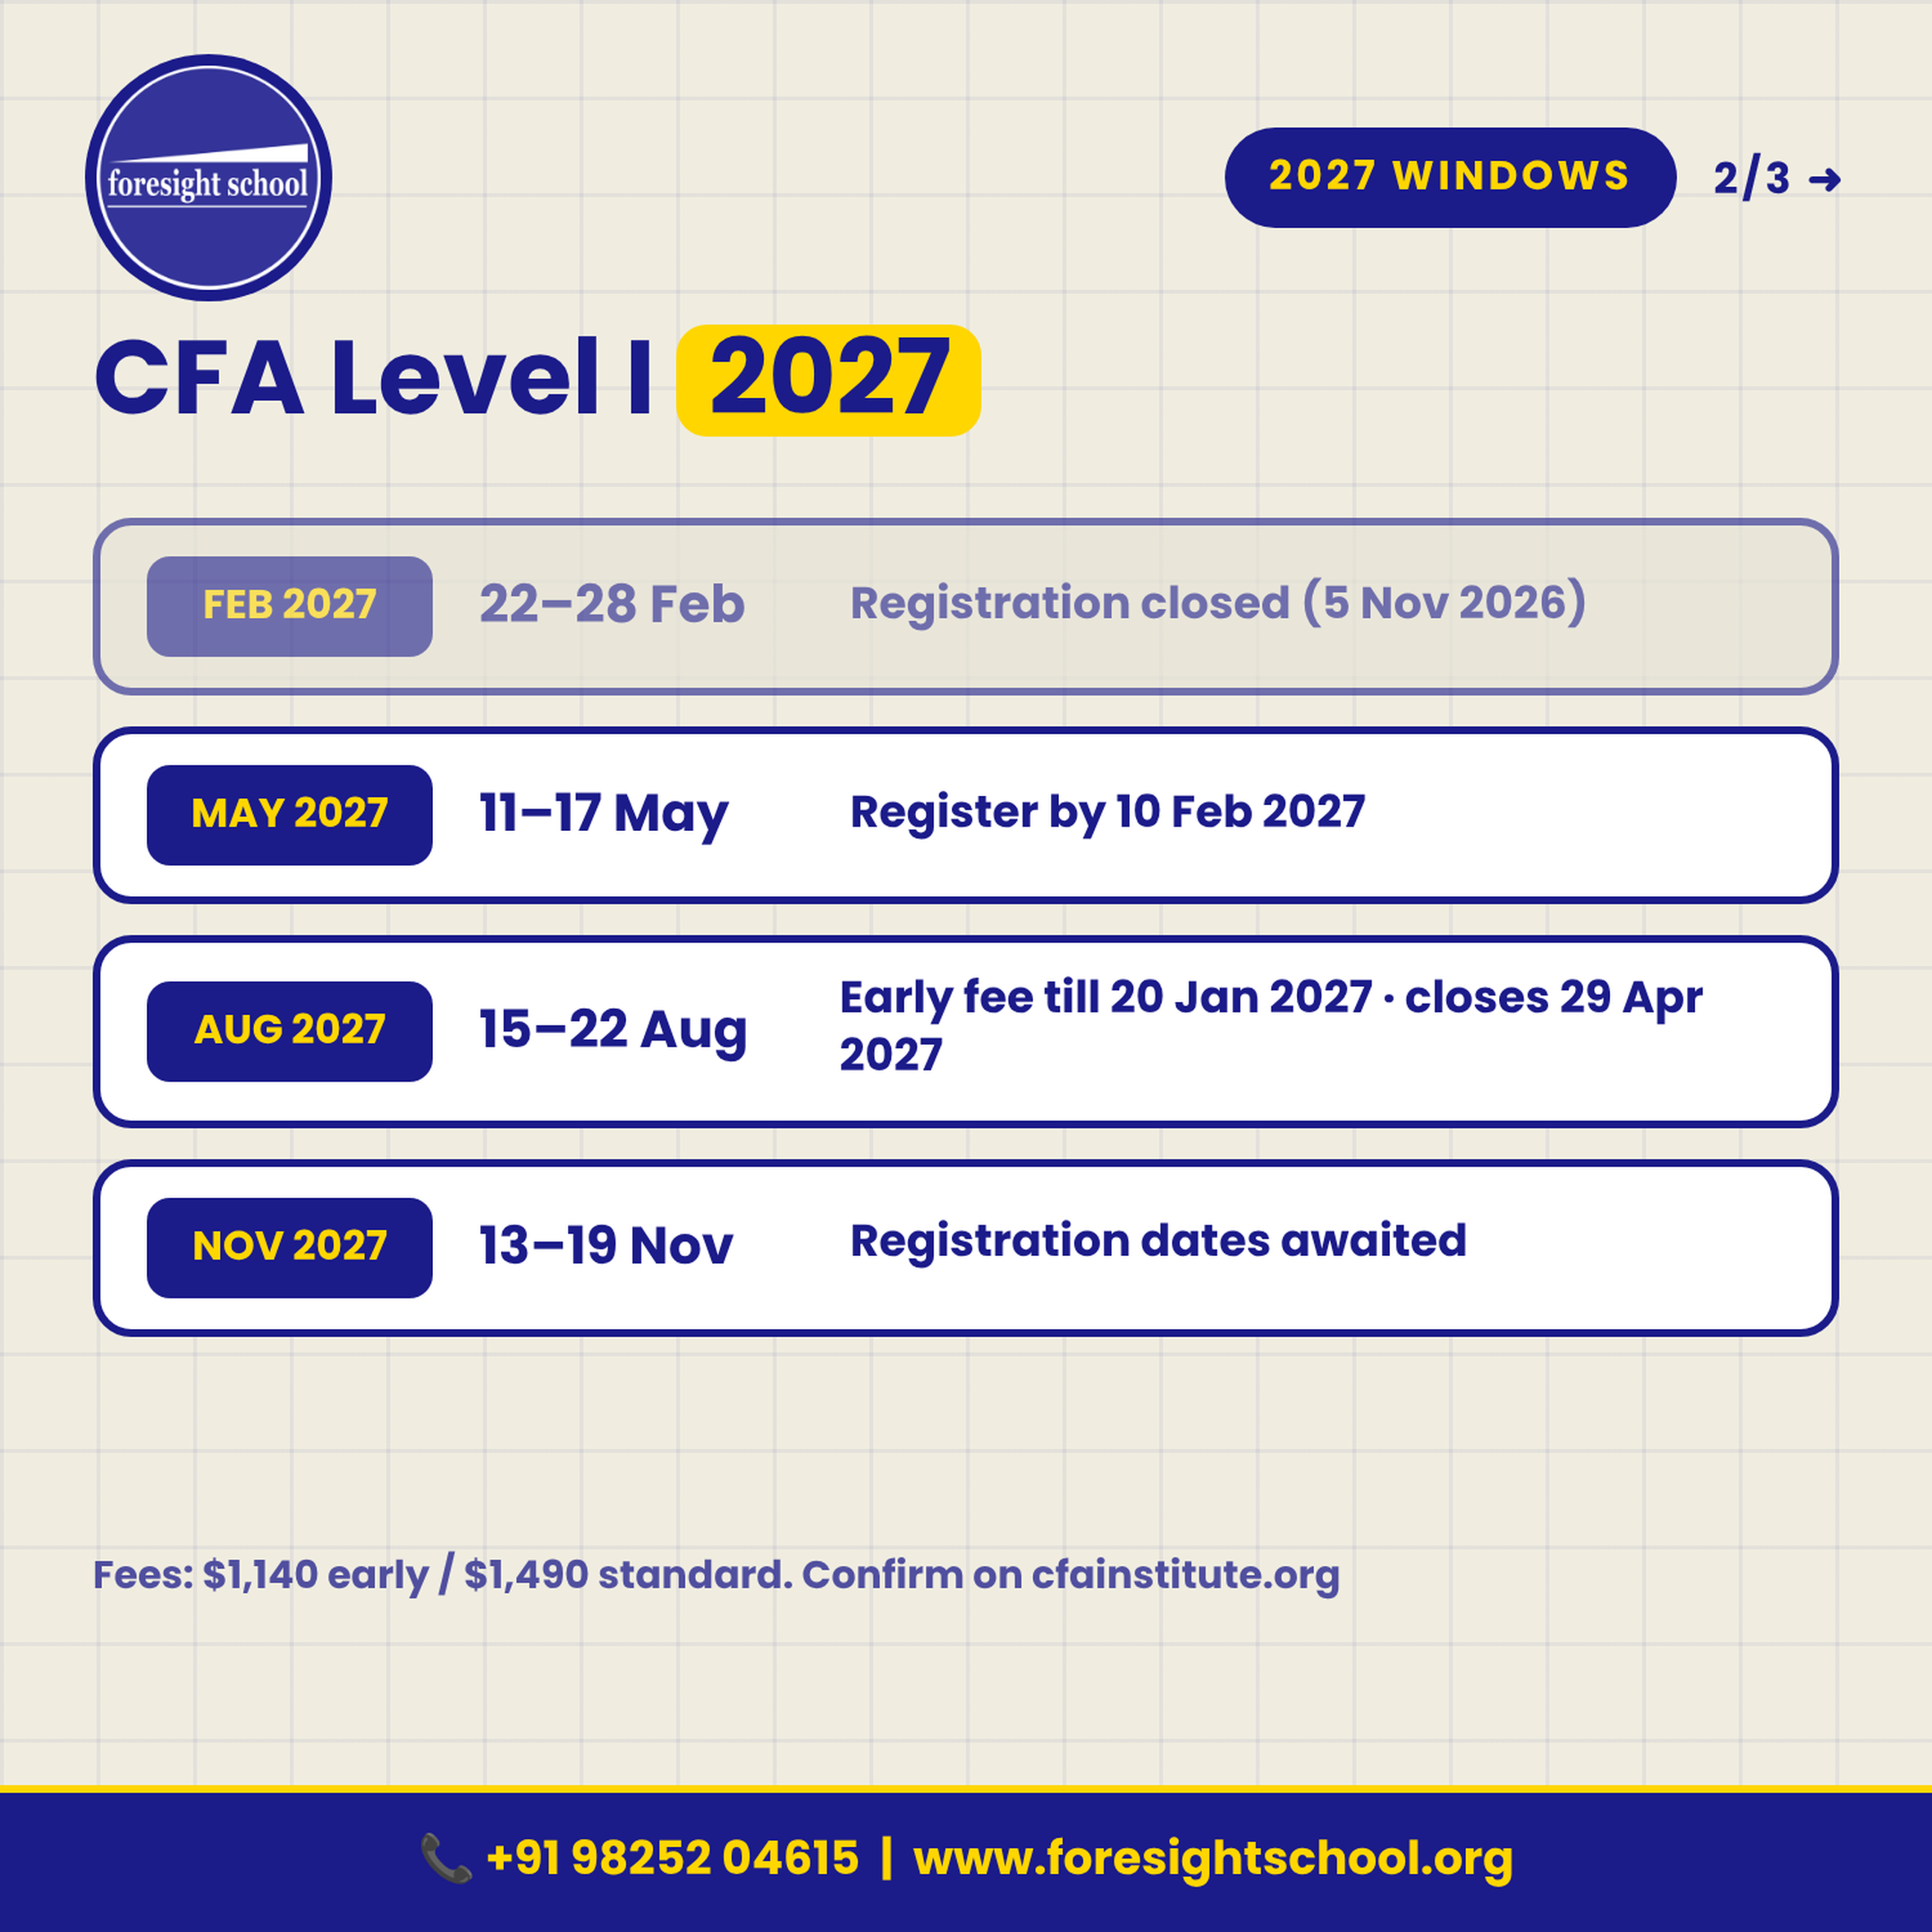 foresight school
2027 WINDOWS
2/3 →
CFA Level I 2027
FEB 2027 22–28 Feb Registration closed (5 Nov 2026)
MAY 2027 11–17 May Register by 10 Feb 2027
AUG 2027 15–22 Aug Early fee till 20 Jan 2027 · closes 29 Apr
2027
NOV 2027 13–19 Nov Registration dates awaited
Fees: $1,140 early / $1,490 standard. Confirm on cfainstitute.org
📞 +91 98252 04615 | www.foresightschool.org